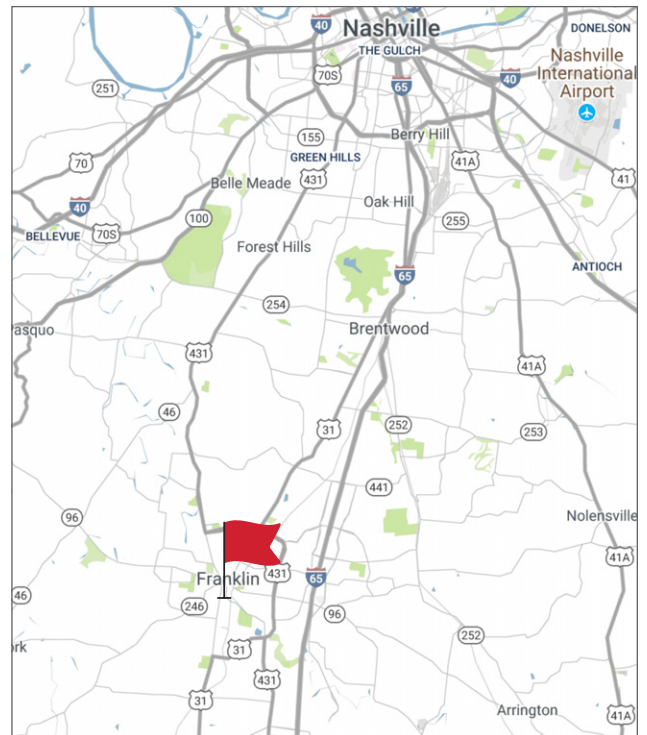 40
Nashville
DONELSON
THE GULCH
Nashville
International
Airport
70S
65
40
251
155
Berry Hill
70
GREEN HILLS
41A
431
41
Belle Meade
40
Oak Hill
100
255
BELLEVUE
70S
Forest Hills
65
ANTIOCH
254
Brentwood
asquo
431
41A
46
31
252
253
441
96
Nolensville
41A
Franklin
431
65
46
246
96
252
ork
31
431
31
Arrington
41A